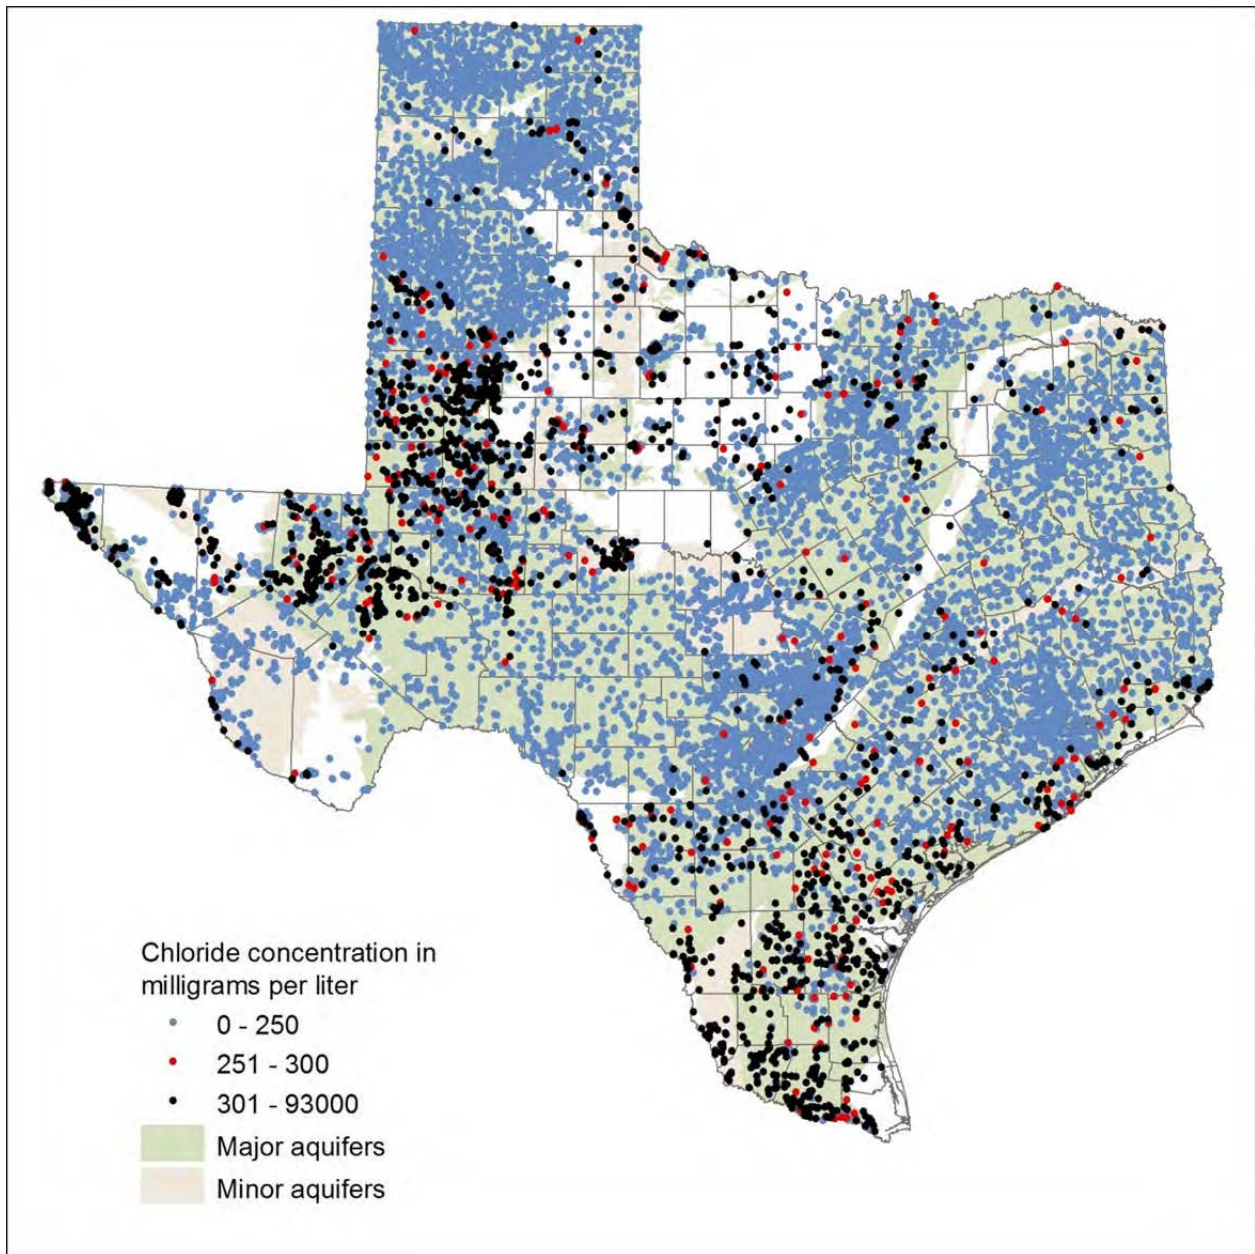 Chloride concentration in
milligrams per liter
0 - 250
251 - 300
301 - 93000
Major aquifers
Minor aquifers